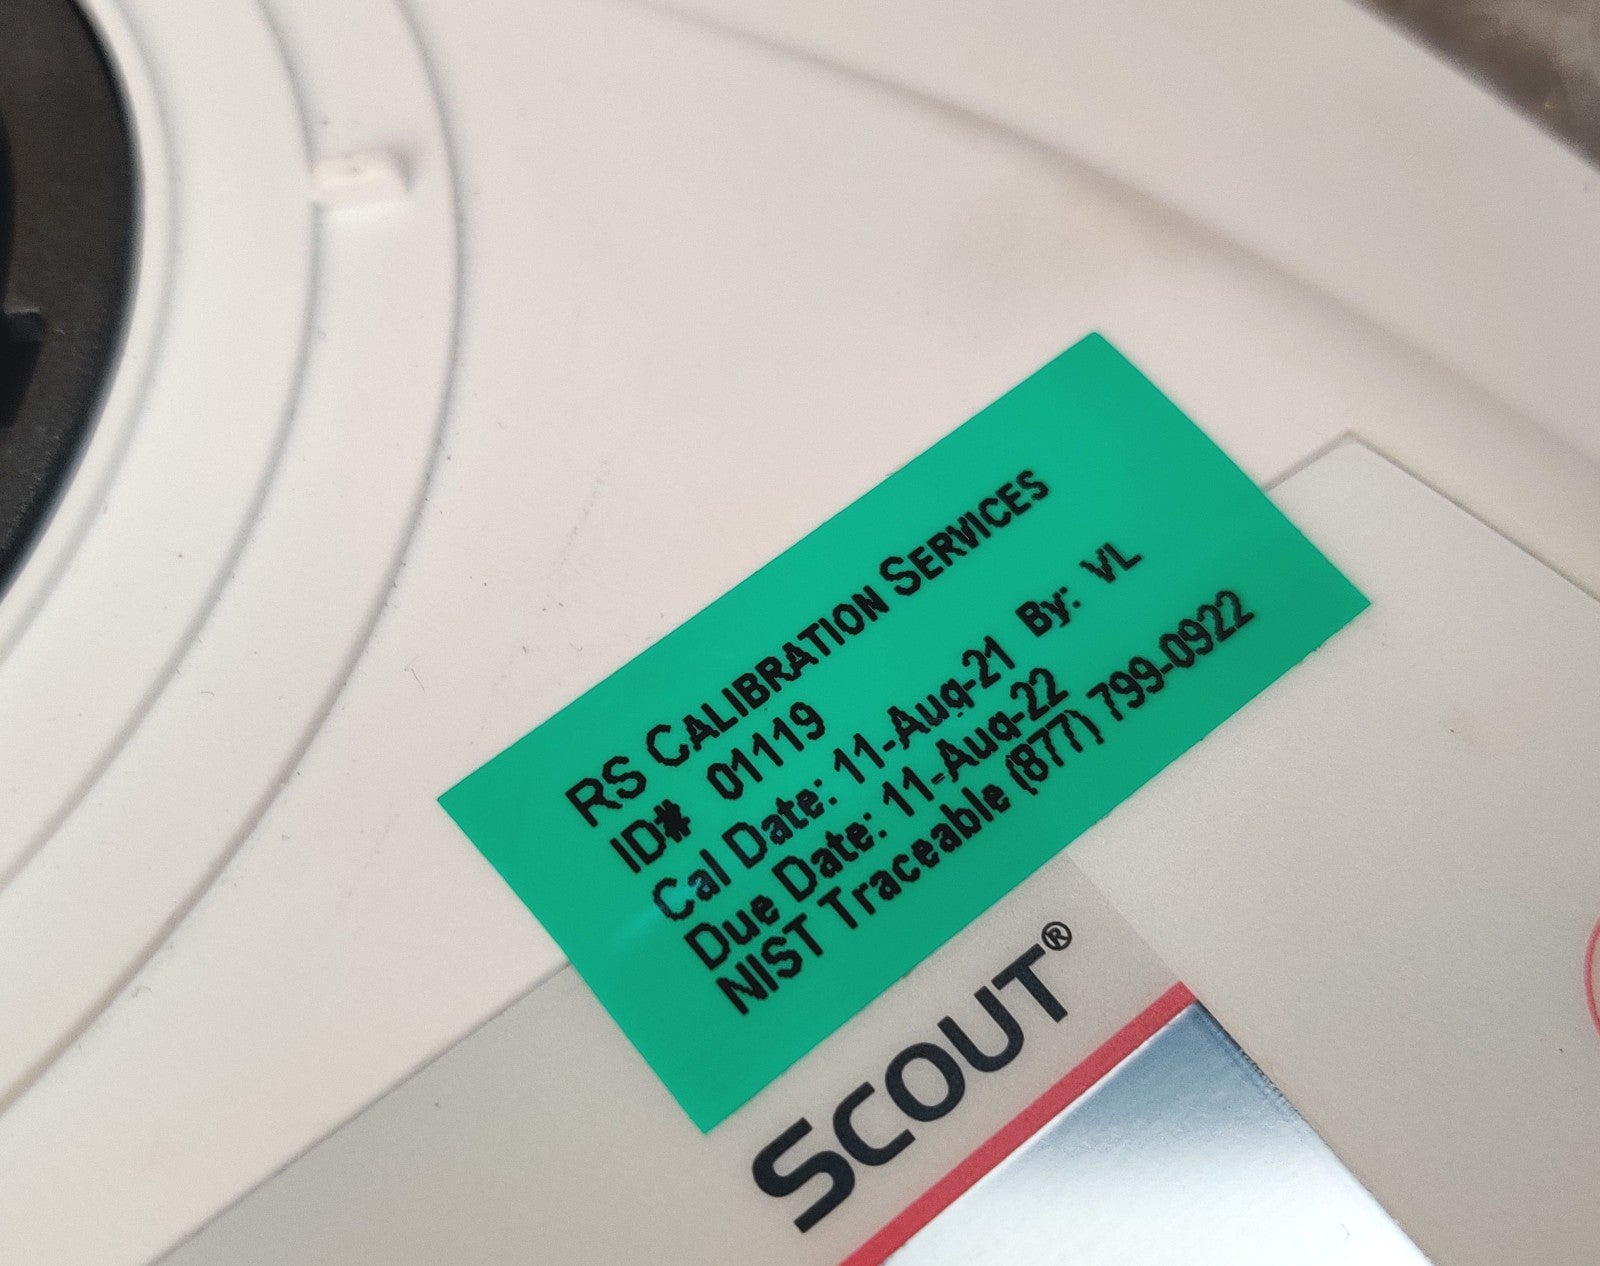 RS CALIBRATION SERVICES
ID# 01119
Cal Date: 11-Aug-21 By: VL
Due Date: 11-Aug-22
NIST Traceable (877) 799-0922
SCOUT®